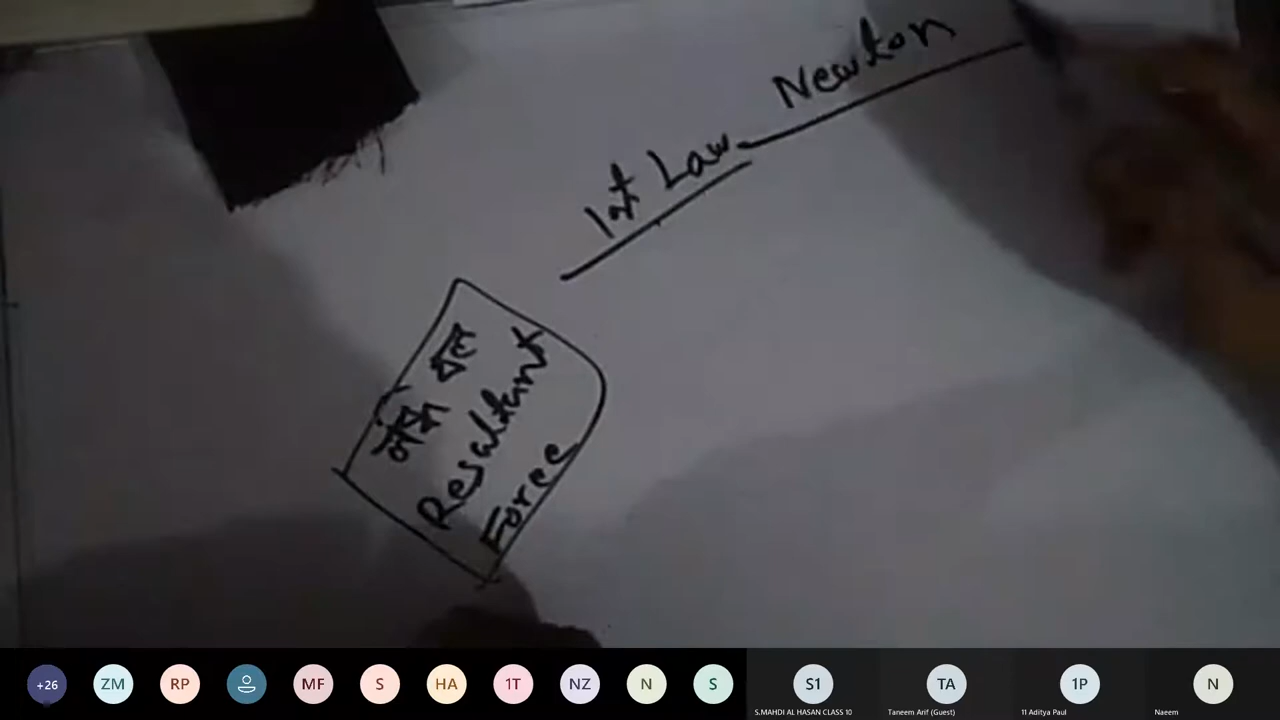 Newton
1st Law
লব্ধি বল
Resultant
Force
+26
ZM
RP
MF
S
HA
1T
NZ
N
S
S1
TA
1P
N
S.MAHDI AL HASAN CLASS 10
Taneem Arif (Guest)
11 Aditya Paul
Naeem